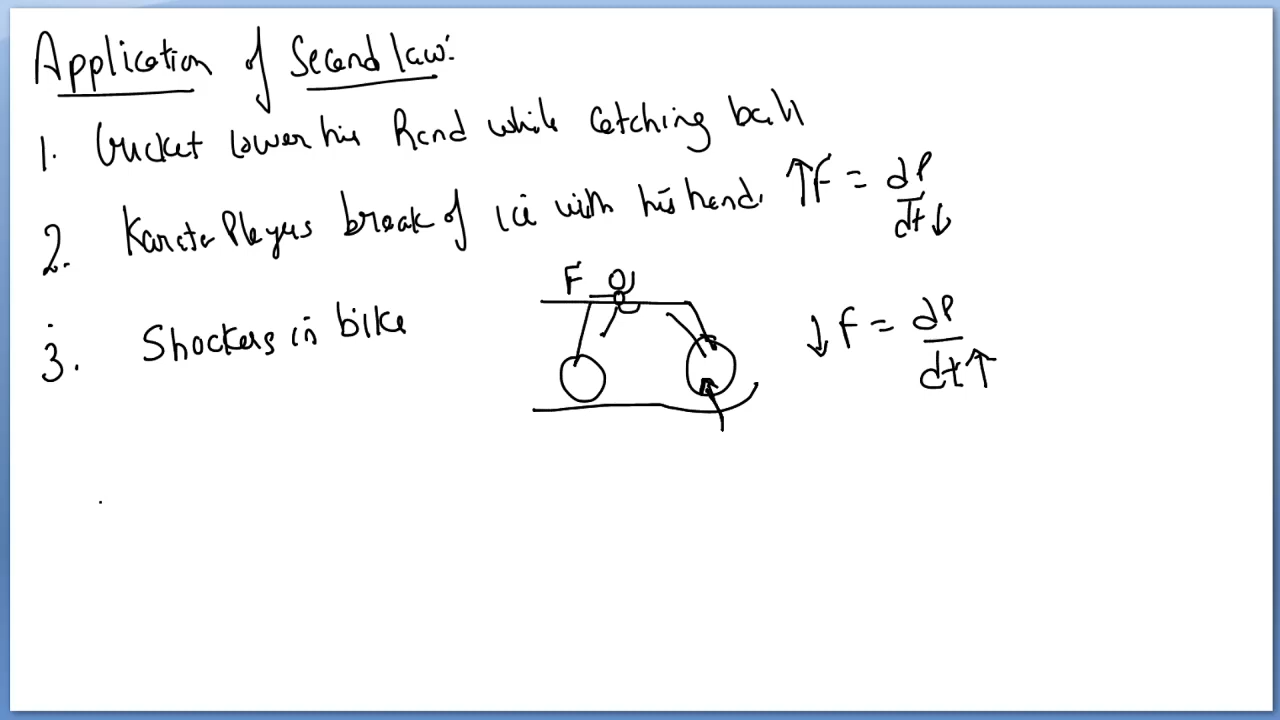 Application of Second law:
1. lower his Hand while catching ball
2. Karate Players break of ice with his hand. ↑F = dP/dt↓
F
3. Shockers in bike ↓F = dP/dt↑